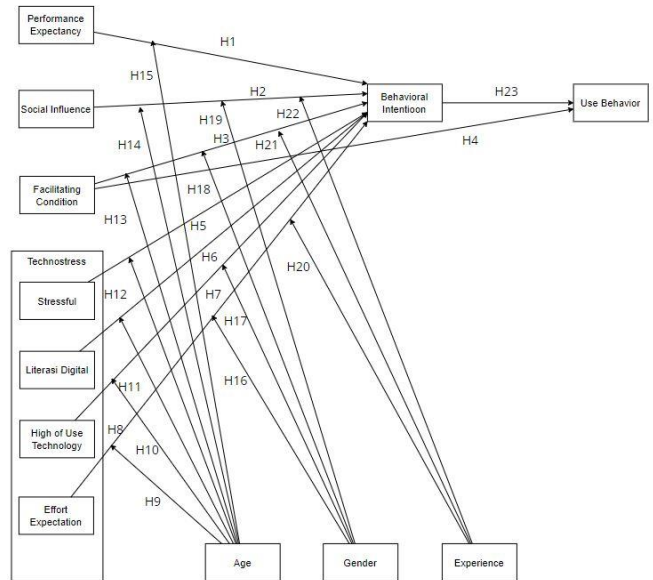 Performance
Expectancy
H1
H15
Social Influence
H2
Behavioral
Intentioon
H23
Use Behavior
H19
H22
H14
H3
H21
H4
Facilitating
Condition
H18
H13
H5
Technostress
H6
H20
Stressful
H12
H7
H17
Literasi Digital
H16
H11
High of Use
Technology
H8
H10
Effort
Expectation
H9
Age
Gender
Experience